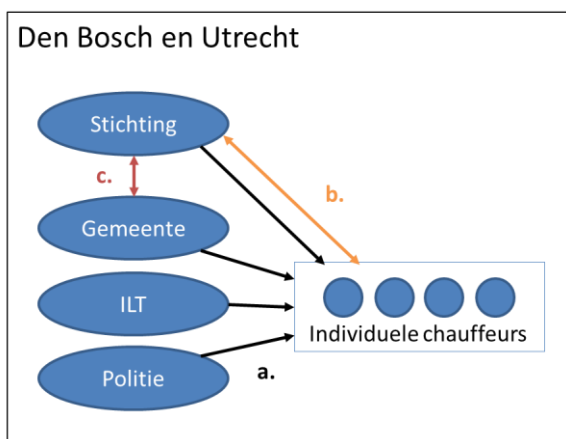 Den Bosch en Utrecht
Stichting
c.
b.
Gemeente
ILT
Individuele chauffeurs
a.
Politie